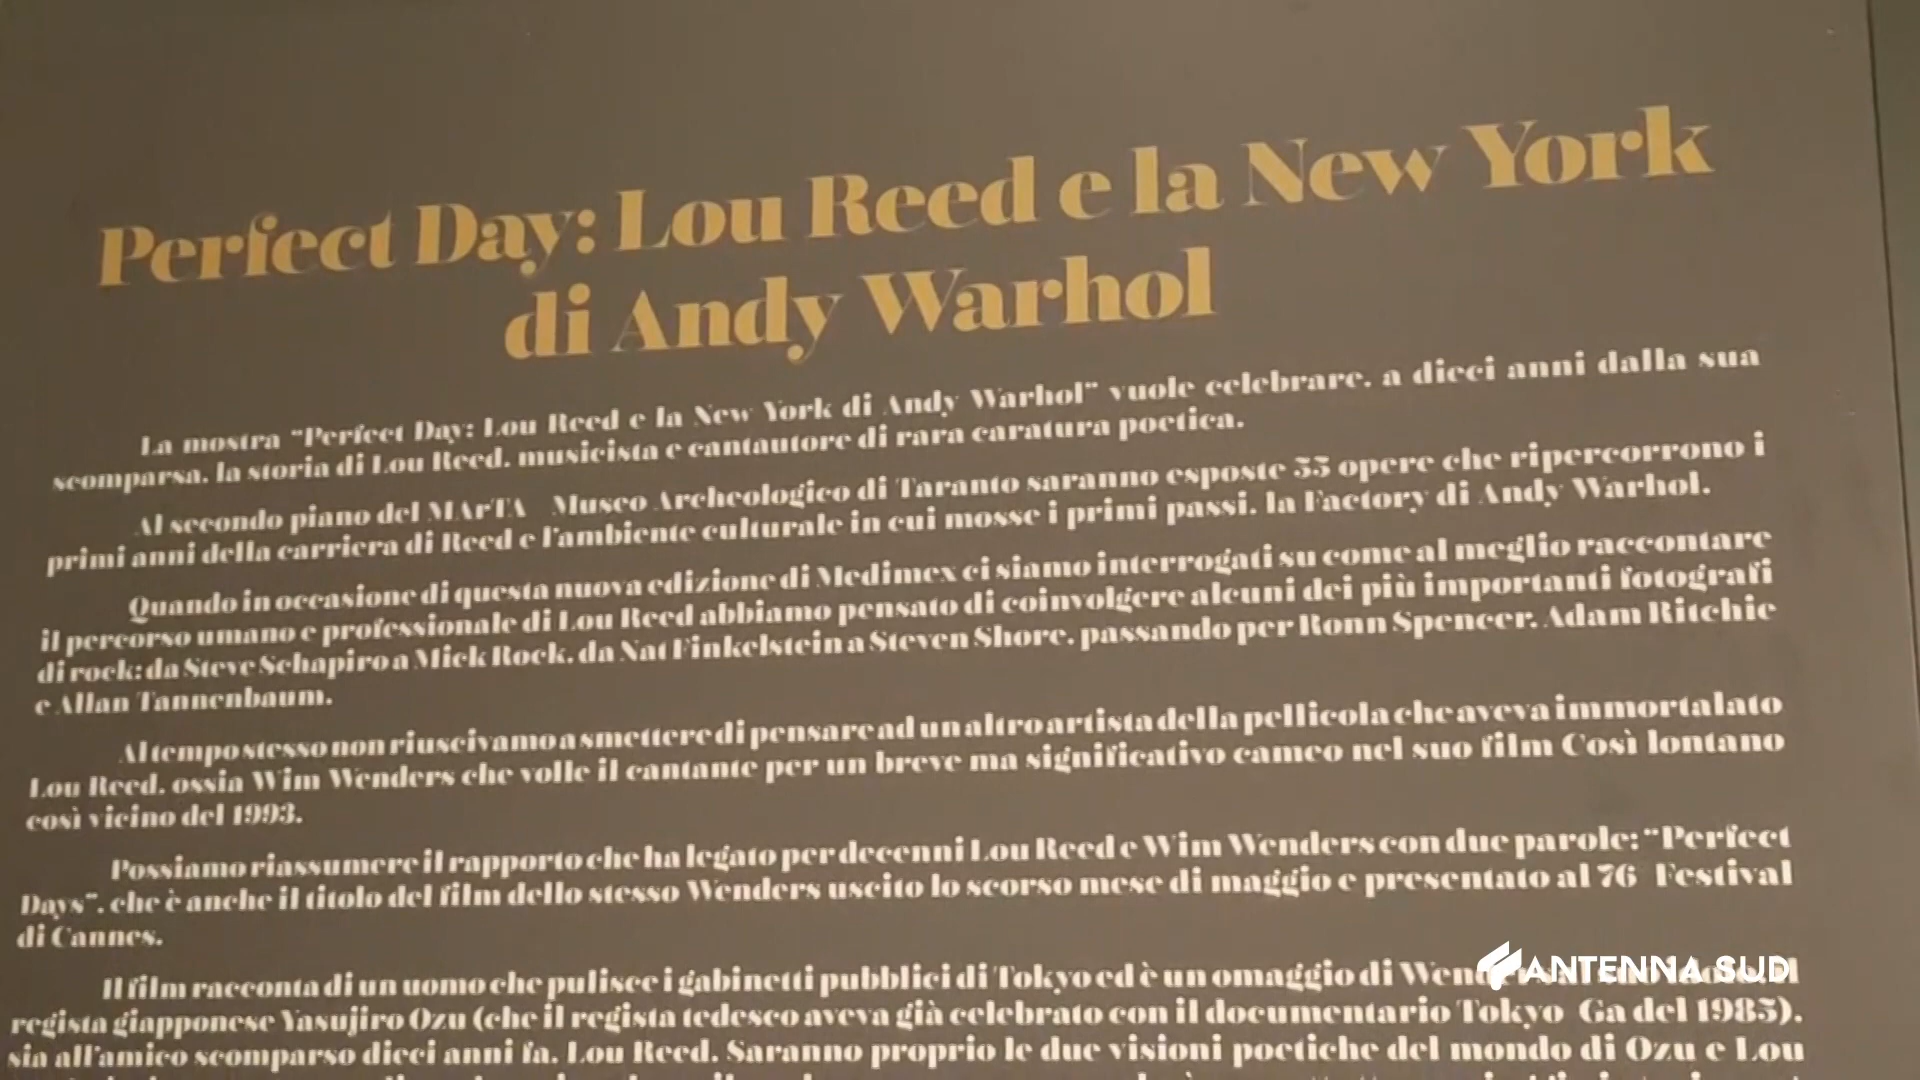 Perfect Day: Lou Reed e la New York
di Andy Warhol
La mostra “Perfect Day: Lou Reed e la New York di Andy Warhol” vuole celebrare, a dieci anni dalla sua
scomparsa, la storia di Lou Reed, musicista e cantautore di rara caratura poetica.
Al secondo piano del MArTA Museo Archeologico di Taranto saranno esposte 55 opere che ripercorrono i
primi anni della carriera di Reed e l'ambiente culturale in cui mosse i primi passi, la Factory di Andy Warhol.
Quando in occasione di questa nuova edizione di Medimex ci siamo interrogati su come al meglio raccontare
il percorso umano e professionale di Lou Reed abbiamo pensato di coinvolgere alcuni dei più importanti fotografi
di rock: da Steve Schapiro a Mick Rock, da Nat Finkelstein a Steven Shore, passando per Ronn Spencer, Adam Ritchie
e Allan Tannenbaum.
Al tempo stesso non riuscivamo a smettere di pensare ad un altro artista della pellicola che aveva immortalato
Lou Reed, ossia Wim Wenders che volle il cantante per un breve ma significativo cameo nel suo film Così lontano
così vicino del 1993.
Possiamo riassumere il rapporto che ha legato per decenni Lou Reed e Wim Wenders con due parole: “Perfect
Days”, che è anche il titolo del film dello stesso Wenders uscito lo scorso mese di maggio e presentato al 76 Festival
di Cannes.
Il film racconta di un uomo che pulisce i gabinetti pubblici di Tokyo ed è un omaggio di
ANTENNA SUD
regista giapponese Yasujiro Ozu (che il regista tedesco aveva già celebrato con il documentario Tokyo Ga del 1985),
sia all'amico scomparso dieci anni fa, Lou Reed. Saranno proprio le due visioni poetiche del mondo di Ozu e Lou